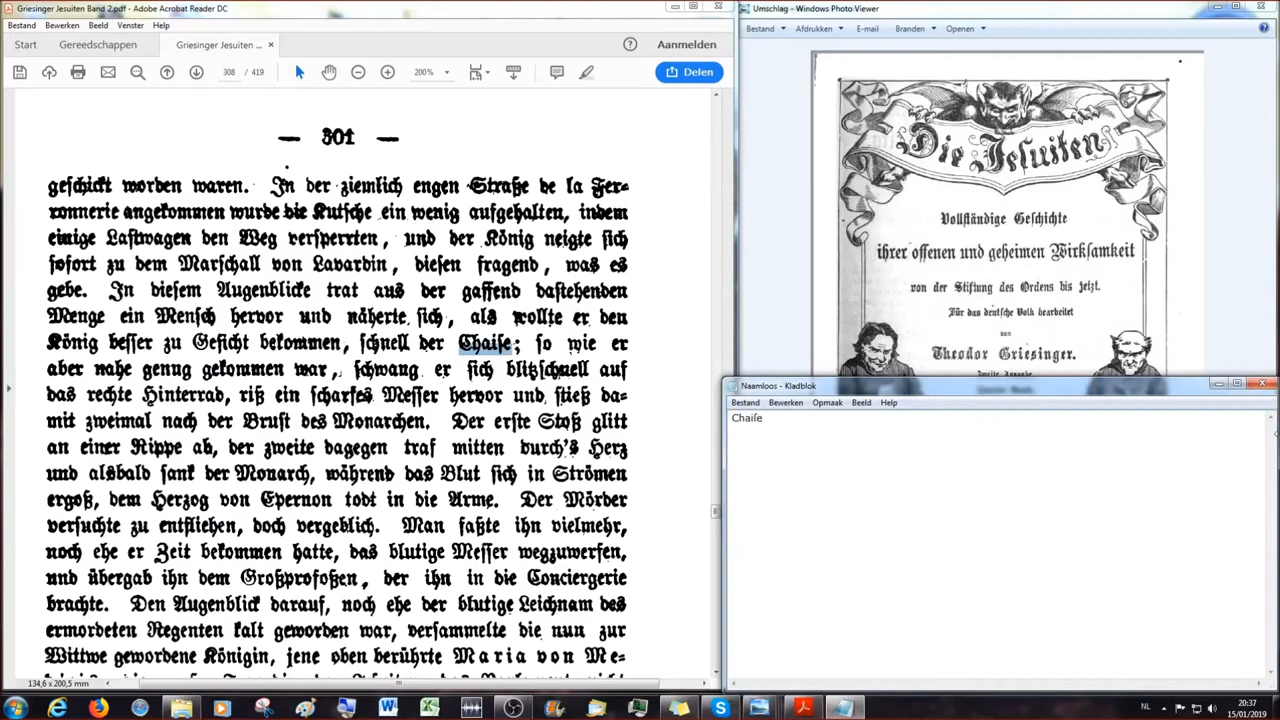 Griesinger Jesuiten Band 2.pdf - Adobe Acrobat Reader DC
Bestand Bewerken Beeld Venster Help
Start Gereedschappen Griesinger Jesuiten ... × Aanmelden
308 / 419 200% Delen
— 301 —
geſchickt worden waren. In der ziemlich engen Straße de la Fer=
ronnerie angekommen wurde die Kutſche ein wenig aufgehalten, indem
einige Laſtwagen den Weg verſperrten, und der König neigte ſich
ſofort zu dem Marſchall von Lavardin, dieſen fragend, was es
gebe. In dieſem Augenblicke trat aus der gaffend daſtehenden
Menge ein Menſch hervor und näherte ſich, als wollte er den
König beſſer zu Geſicht bekommen, ſchnell der Chaiſe; ſo wie er
aber nahe genug gekommen war, ſchwang er ſich blitzſchnell auf
das rechte Hinterrad, riß ein ſcharfes Meſſer hervor und ſtieß da=
mit zweimal nach der Bruſt des Monarchen. Der erſte Stoß glitt
an einer Rippe ab, der zweite dagegen traf mitten durch's Herz
und alsbald ſank der Monarch, während das Blut ſich in Strömen
ergoß, dem Herzog von Epernon todt in die Arme. Der Mörder
verſuchte zu entfliehen, doch vergeblich. Man faßte ihn vielmehr,
noch ehe er Zeit bekommen hatte, das blutige Meſſer wegzuwerfen,
und übergab ihn dem Großprofoßen, der ihn in die Conciergerie
brachte. Den Augenblick darauf, noch ehe der blutige Leichnam des
ermordeten Regenten kalt geworden war, verſammelte die nun zur
Wittwe gewordene Königin, jene oben berührte Maria von Me=
134,6 x 200,5 mm
Umschlag - Windows Photo Viewer
Bestand Afdrukken E-mail Branden Openen
Die Jeſuiten
Vollſtändige Geſchichte
ihrer offenen und geheimen Wirkſamkeit
von der Stiftung des Ordens bis jetzt.
Für das deutſche Volk bearbeitet
von
Theodor Grieſinger.
Zweite Ausgabe
Naamloos - Kladblok
Bestand Bewerken Opmaak Beeld Help
Chaiſe
NL 20:37
15/01/2019